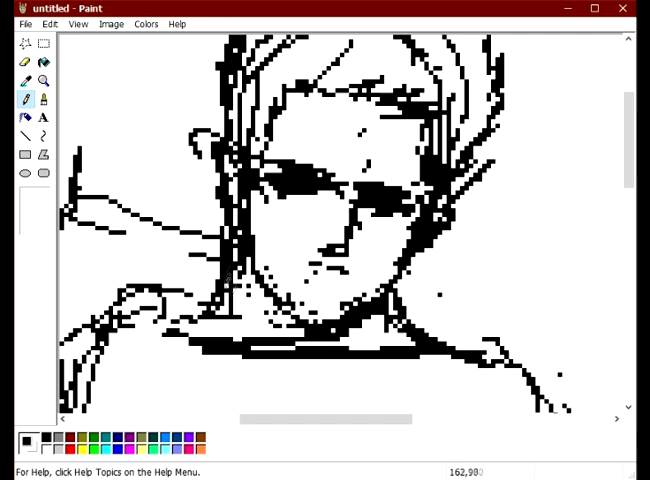 untitled - Paint
File Edit View Image Colors Help
A
For Help, click Help Topics on the Help Menu.